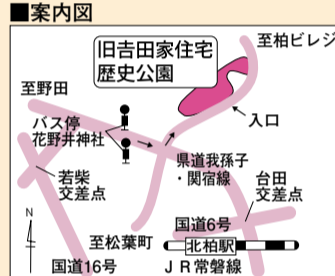 ■案内図
旧吉田家住宅
歴史公園
至柏ビレジ
至野田
バス停
花野井神社
入口
県道我孫子
・関宿線
若柴
交差点
台田
交差点
国道6号
N
至松葉町
北柏駅
国道16号
JR常磐線